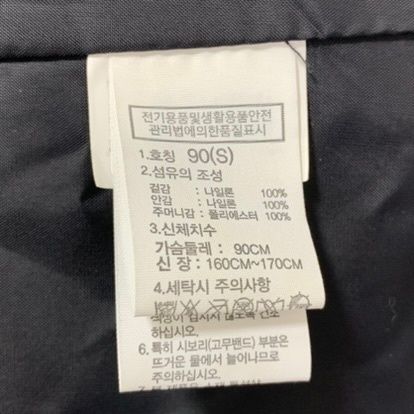 전기용품및생활용품안전
관리법에의한품질표시
1.호칭 90(S)
2.섬유의 조성
겉감 : 나일론 100%
안감 : 나일론 100%
주머니감 : 폴리에스터 100%
3.신체치수
가슴둘레 : 90CM
신 장 : 160CM~170CM
4.세탁시 주의사항
하십시오.
6.특히 시보리(고무밴드) 부분은
뜨거운 물에서 늘어나므로
주의하십시오.